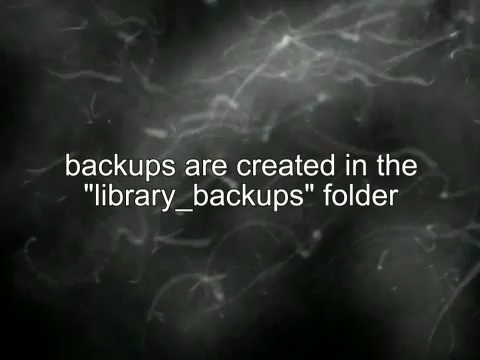 backups are created in the
"library_backups" folder